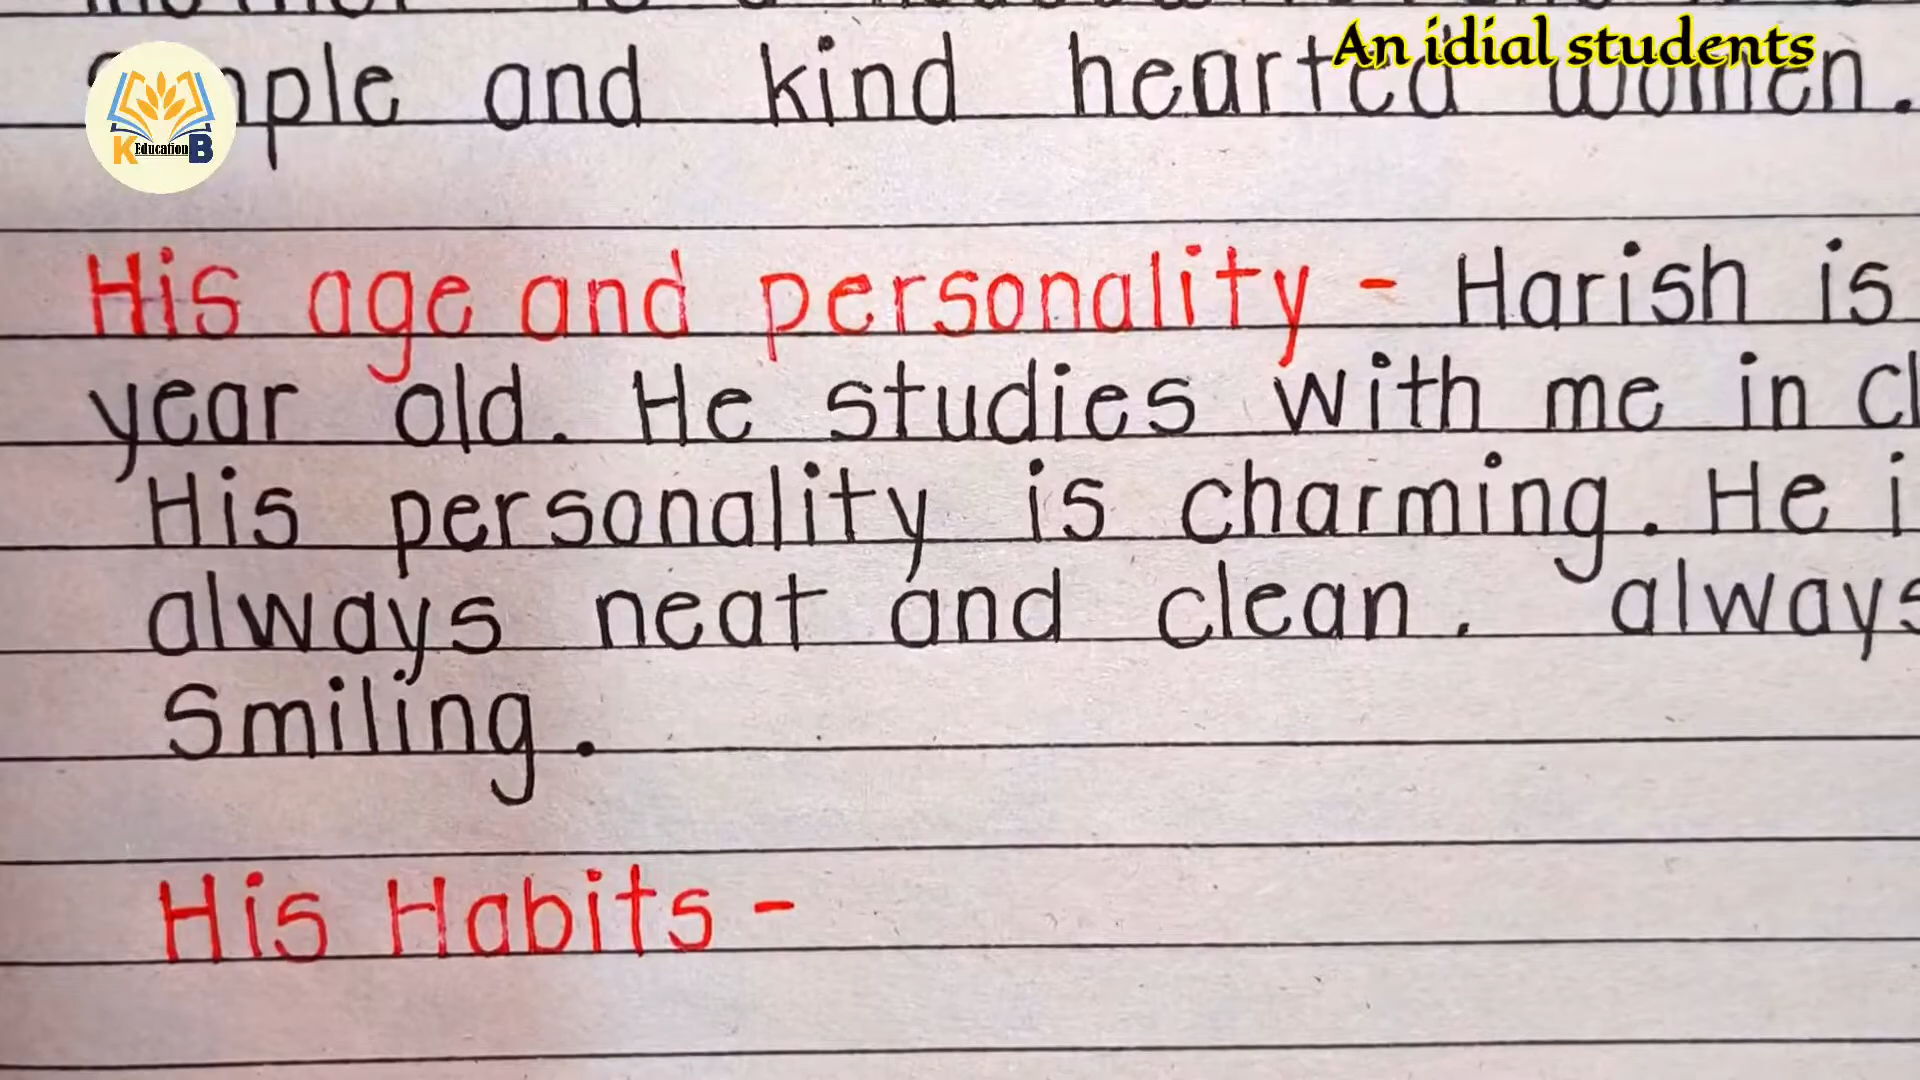 An idial students
and kind hearted women.
K Education B
His age and personality - Harish is
year old. He studies with me in
His personality is charming. He
always neat and clean. always
Smiling.
His Habits -